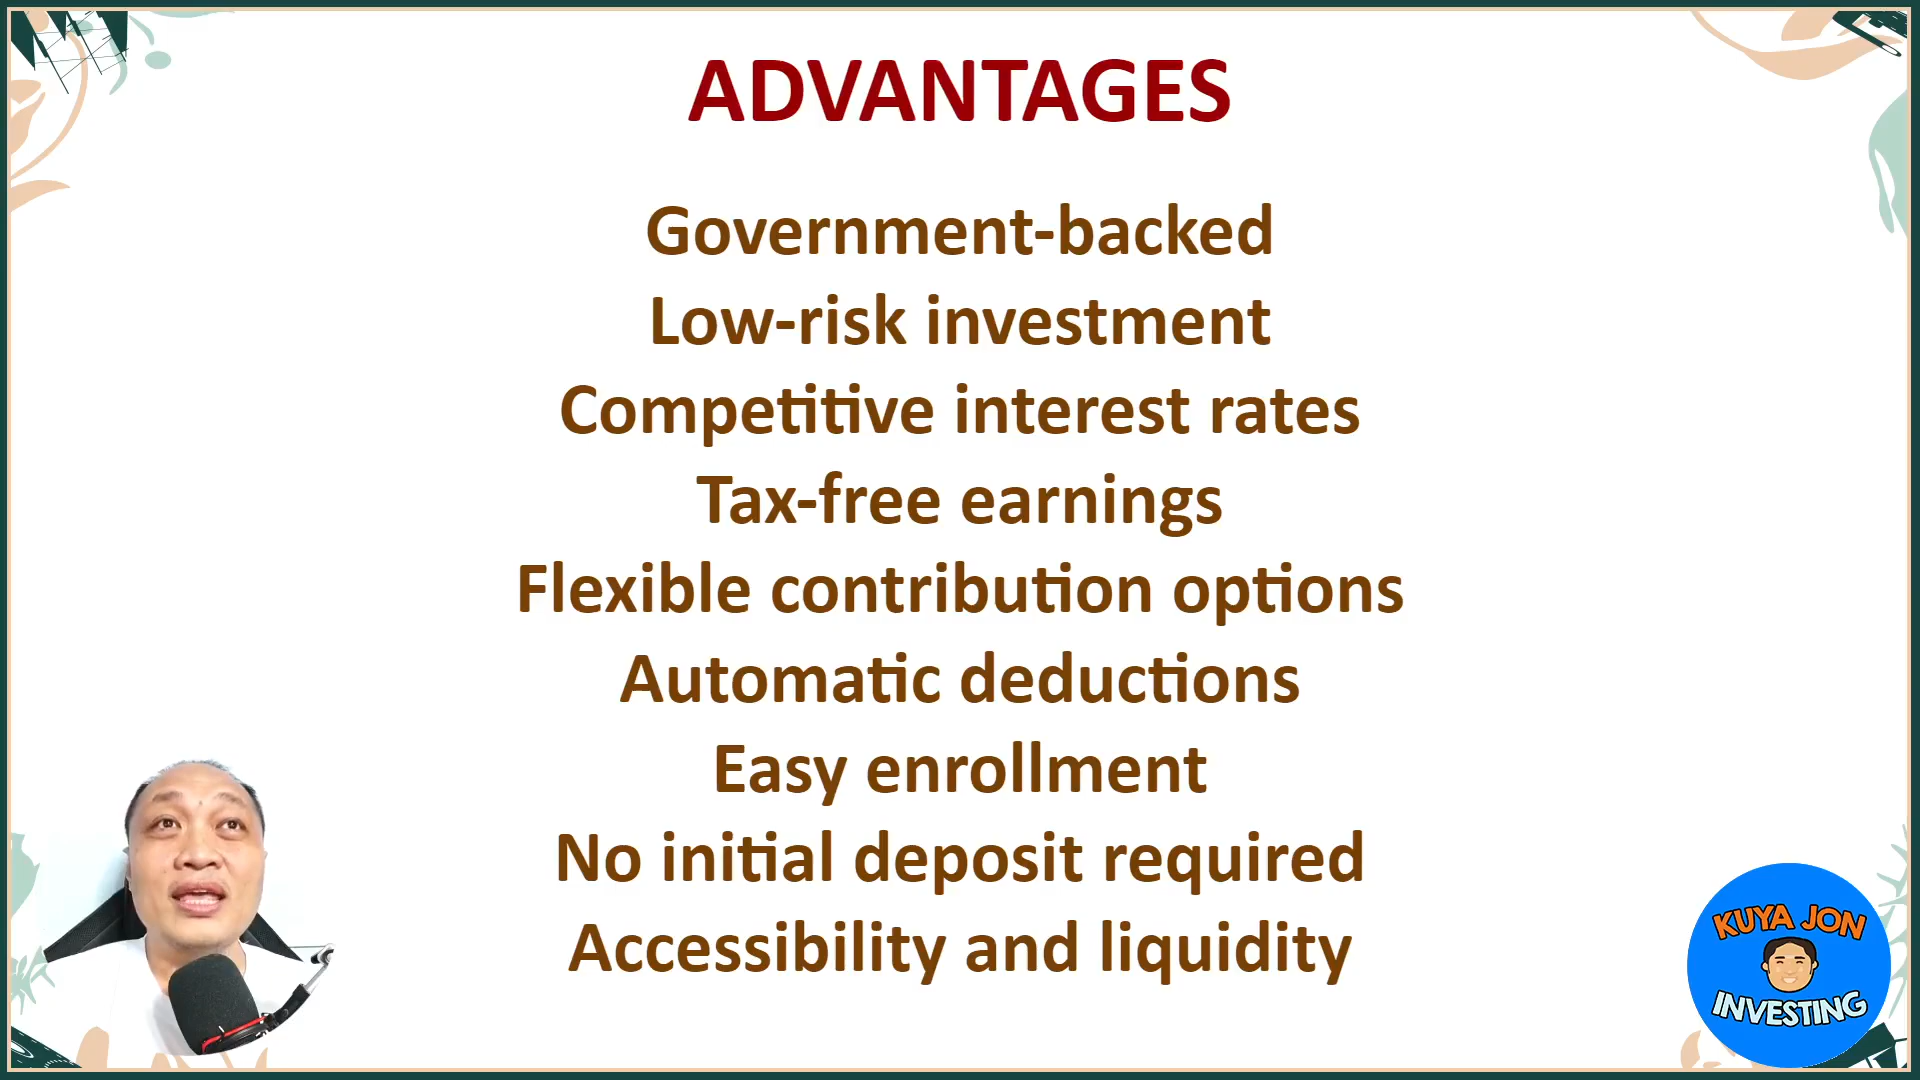 ADVANTAGES
Government-backed
Low-risk investment
Competitive interest rates
Tax-free earnings
Flexible contribution options
Automatic deductions
Easy enrollment
No initial deposit required
Accessibility and liquidity
KUYA JON
INVESTING